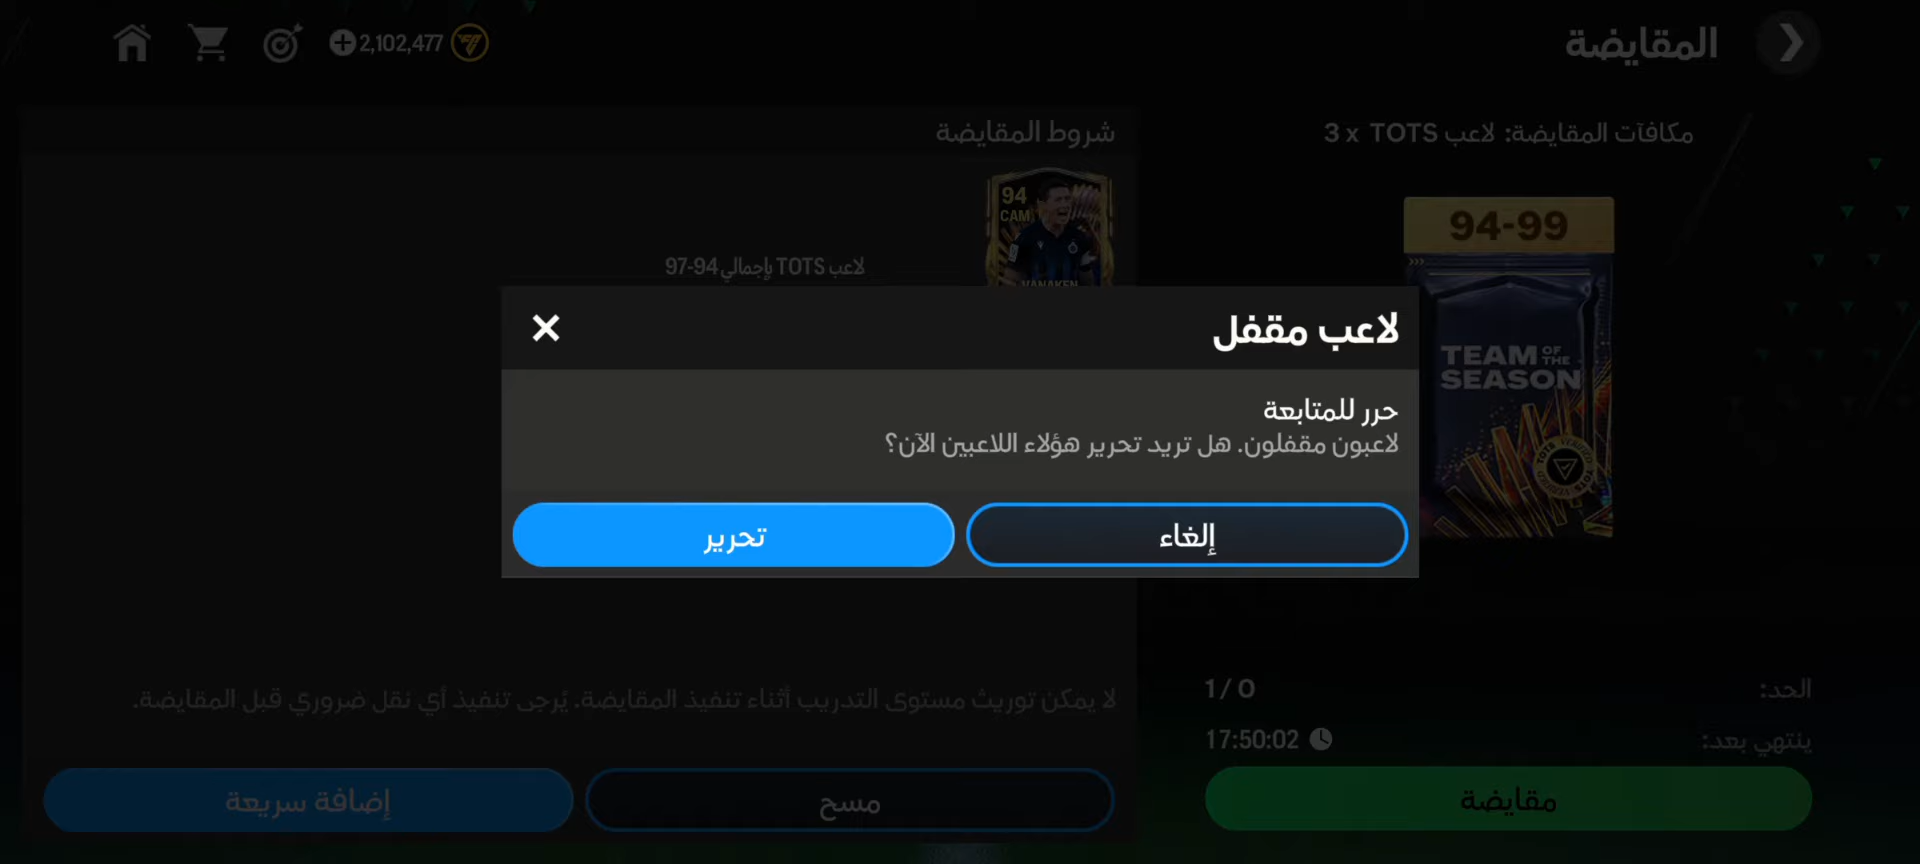 المقايضة
2,102,477
مكافآت المقايضة: لاعب TOTS x 3
94-99
TEAM OF THE
SEASON
شروط المقايضة
94
CAM
VANAKEN
لاعب TOTS بإجمالي 94-97
لاعب مقفل
حرر للمتابعة
لاعبون مقفلون. هل تريد تحرير هؤلاء اللاعبين الآن؟
إلغاء
تحرير
لا يمكن توريث مستوى التدريب أثناء تنفيذ المقايضة. يُرجى تنفيذ أي نقل ضروري قبل المقايضة.
الحد:
1 / 0
ينتهي بعد:
17:50:02
مقايضة
مسح
إضافة سريعة